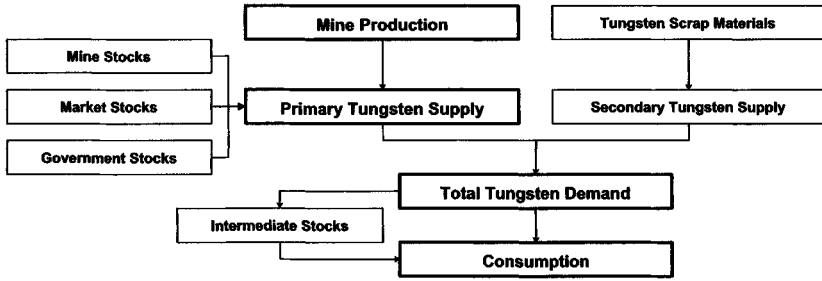 Mine Production
Tungsten Scrap Materials
Mine Stocks
Market Stocks
Primary Tungsten Supply
Secondary Tungsten Supply
Government Stocks
Total Tungsten Demand
Intermediate Stocks
Consumption